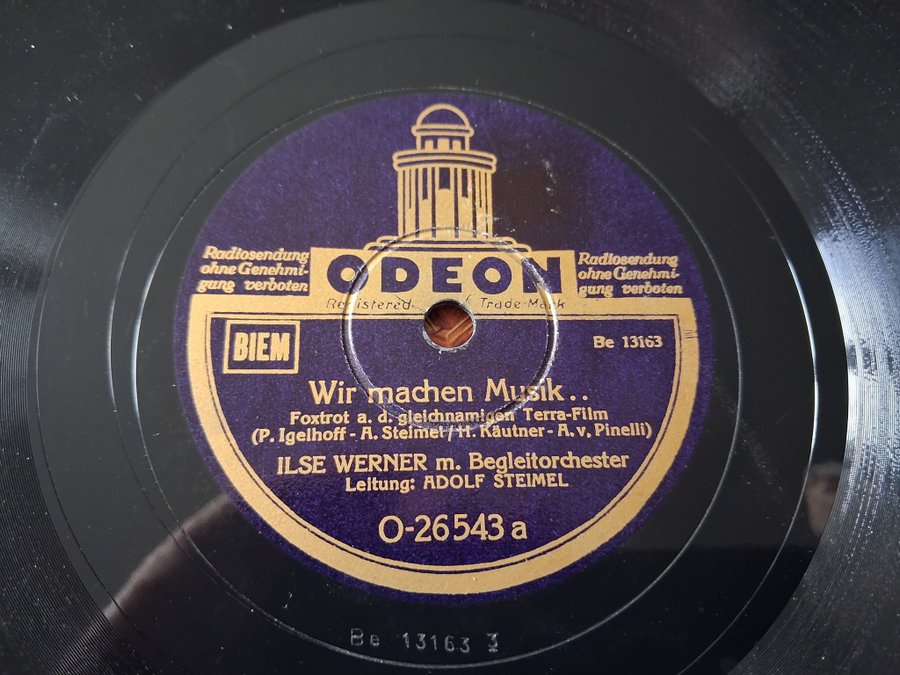 Radiosendung
ohne Genehmi-
gung verboten
ODEON
Radiosendung
ohne Genehmi-
gung verboten
Registered Trade-Mark
BIEM
Be 13163
Wir machen Musik..
Foxtrot a. d. gleichnamigen Terra-Film
(P. Igelhoff - A. Steimel / H. Käutner - A. v. Pinelli)
ILSE WERNER m. Begleitorchester
Leitung: ADOLF STEIMEL
O-26543 a
Be 13163 3